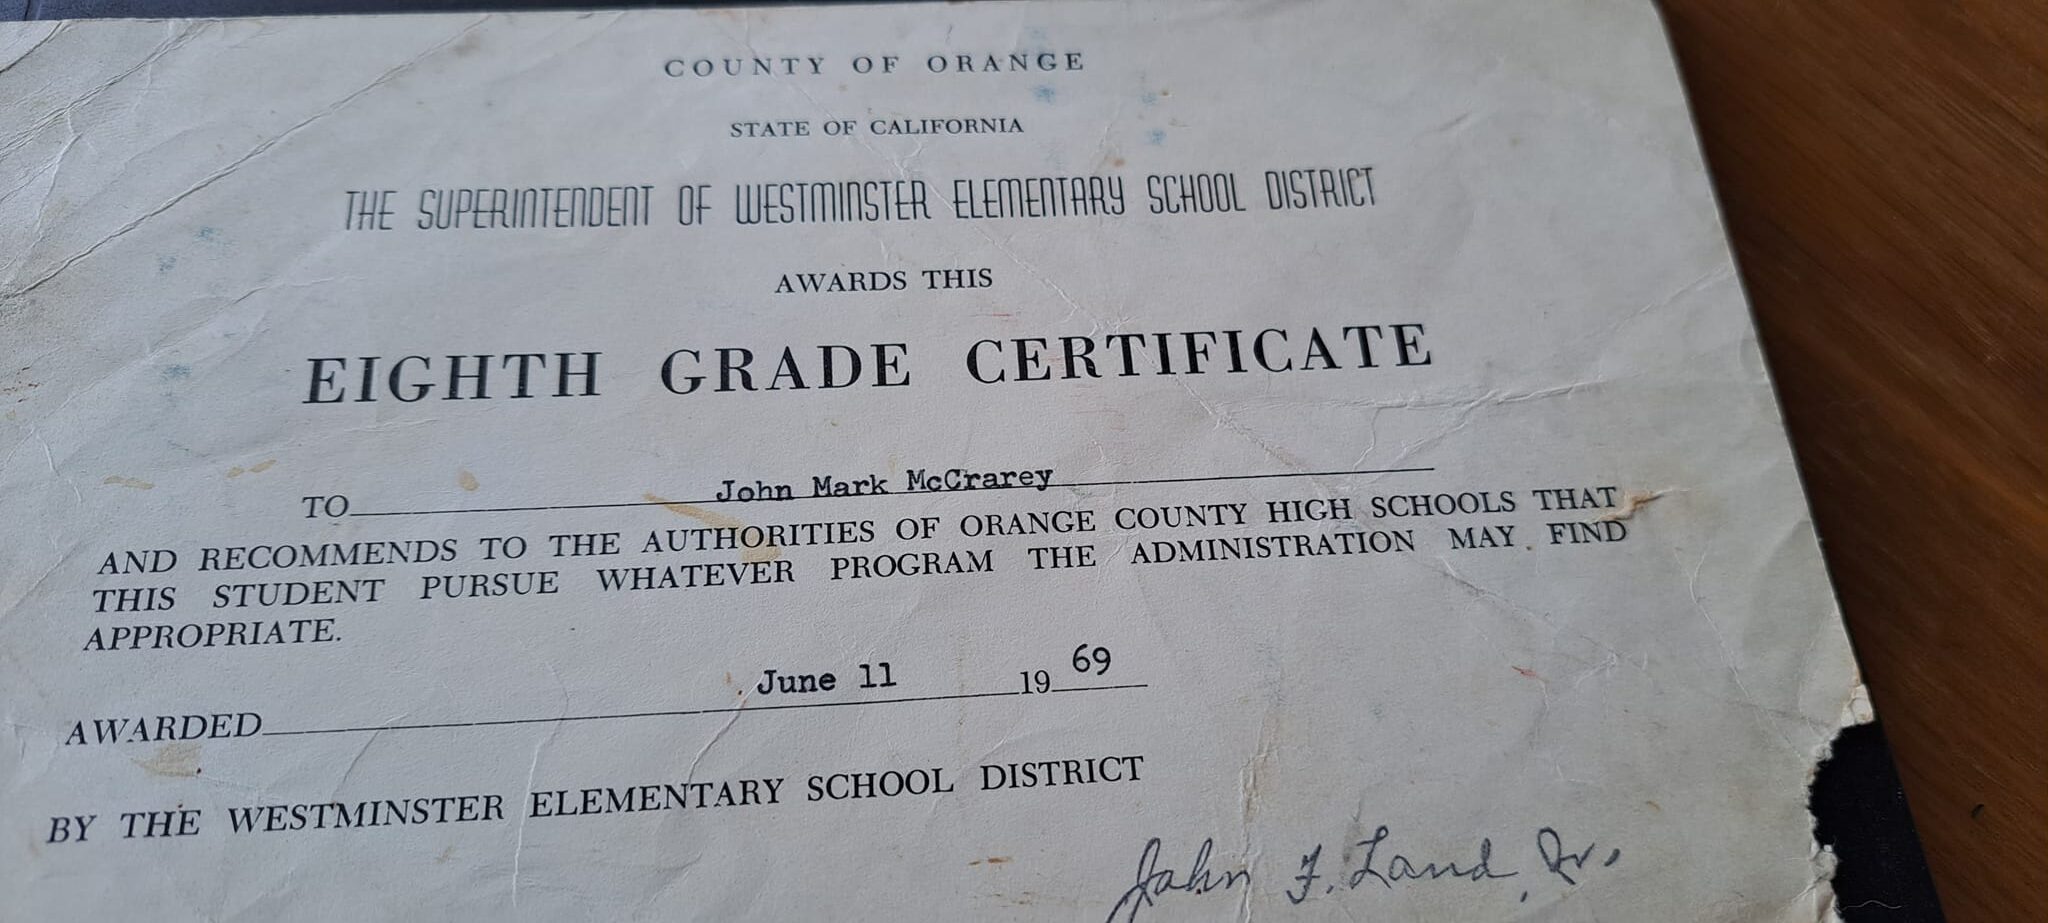 COUNTY OF ORANGE
STATE OF CALIFORNIA
THE SUPERINTENDENT OF WESTMINSTER ELEMENTARY SCHOOL DISTRICT
AWARDS THIS
EIGHTH GRADE CERTIFICATE
TO John Mark McCrarey
AND RECOMMENDS TO THE AUTHORITIES OF ORANGE COUNTY HIGH SCHOOLS THAT
THIS STUDENT PURSUE WHATEVER PROGRAM THE ADMINISTRATION MAY FIND
APPROPRIATE.
AWARDED June 11 19 69
BY THE WESTMINSTER ELEMENTARY SCHOOL DISTRICT
John F. Land, Jr.